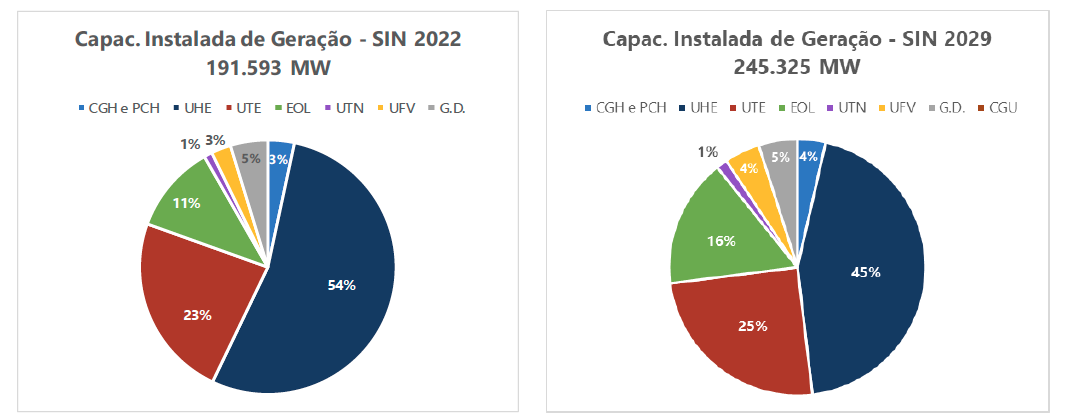 Capac. Instalada de Geração - SIN 2022
191.593 MW
CGH e PCH UHE UTE EOL UTN UFV G.D.
1% 3% 5% 3%
11%
54%
23%
Capac. Instalada de Geração - SIN 2029
245.325 MW
CGH e PCH UHE UTE EOL UTN UFV G.D. CGU
1% 4% 5% 4%
16%
45%
25%